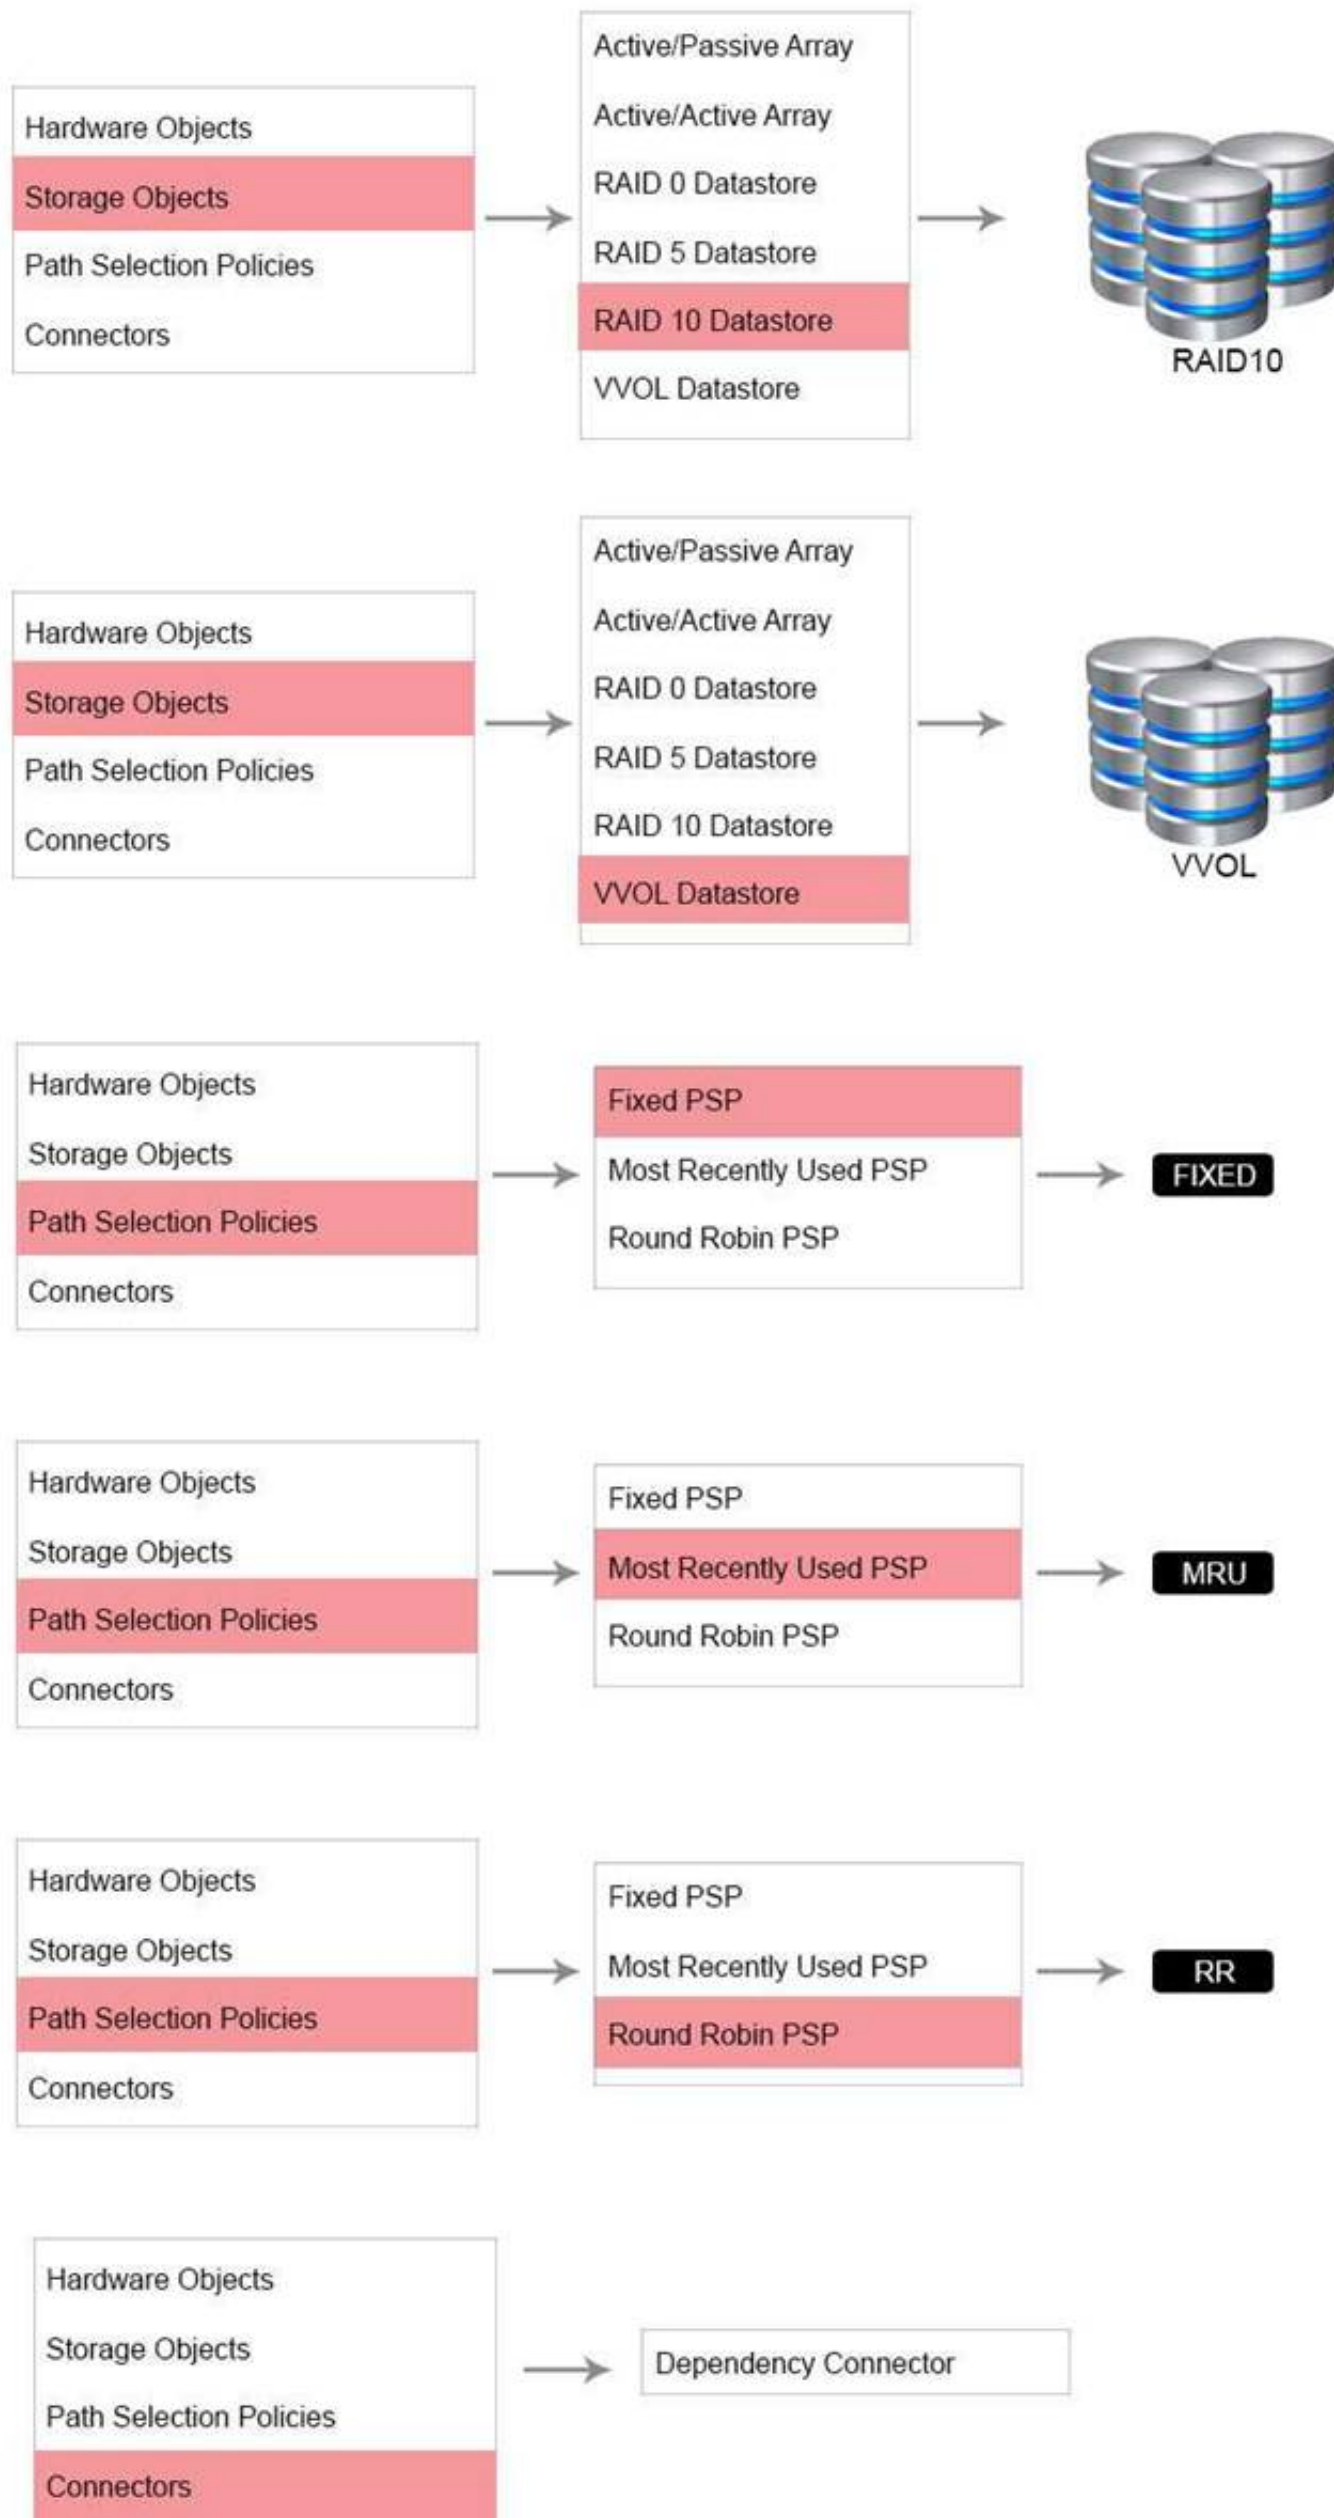 Hardware Objects
Storage Objects
Path Selection Policies
Connectors
Active/Passive Array
Active/Active Array
RAID 0 Datastore
RAID 5 Datastore
RAID 10 Datastore
VVOL Datastore
RAID10
Hardware Objects
Storage Objects
Path Selection Policies
Connectors
Active/Passive Array
Active/Active Array
RAID 0 Datastore
RAID 5 Datastore
RAID 10 Datastore
VVOL Datastore
VVOL
Hardware Objects
Storage Objects
Path Selection Policies
Connectors
Fixed PSP
Most Recently Used PSP
Round Robin PSP
FIXED
Hardware Objects
Storage Objects
Path Selection Policies
Connectors
Fixed PSP
Most Recently Used PSP
Round Robin PSP
MRU
Hardware Objects
Storage Objects
Path Selection Policies
Connectors
Fixed PSP
Most Recently Used PSP
Round Robin PSP
RR
Hardware Objects
Storage Objects
Path Selection Policies
Connectors
Dependency Connector